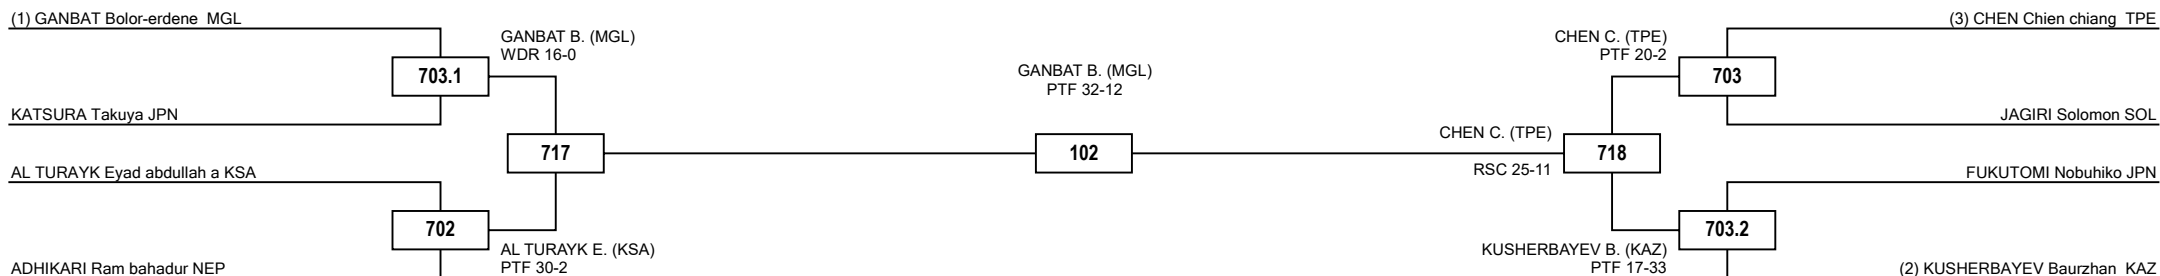 (1) GANBAT Bolor-erdene MGL
GANBAT B. (MGL)
WDR 16-0
703.1
KATSURA Takuya JPN
717
AL TURAYK Eyad abdullah a KSA
702
AL TURAYK E. (KSA)
PTF 30-2
ADHIKARI Ram bahadur NEP
GANBAT B. (MGL)
PTF 32-12
102
(3) CHEN Chien chiang TPE
CHEN C. (TPE)
PTF 20-2
703
JAGIRI Solomon SOL
CHEN C. (TPE)
RSC 25-11
718
FUKUTOMI Nobuhiko JPN
703.2
KUSHERBAYEV B. (KAZ)
PTF 17-33
(2) KUSHERBAYEV Baurzhan KAZ